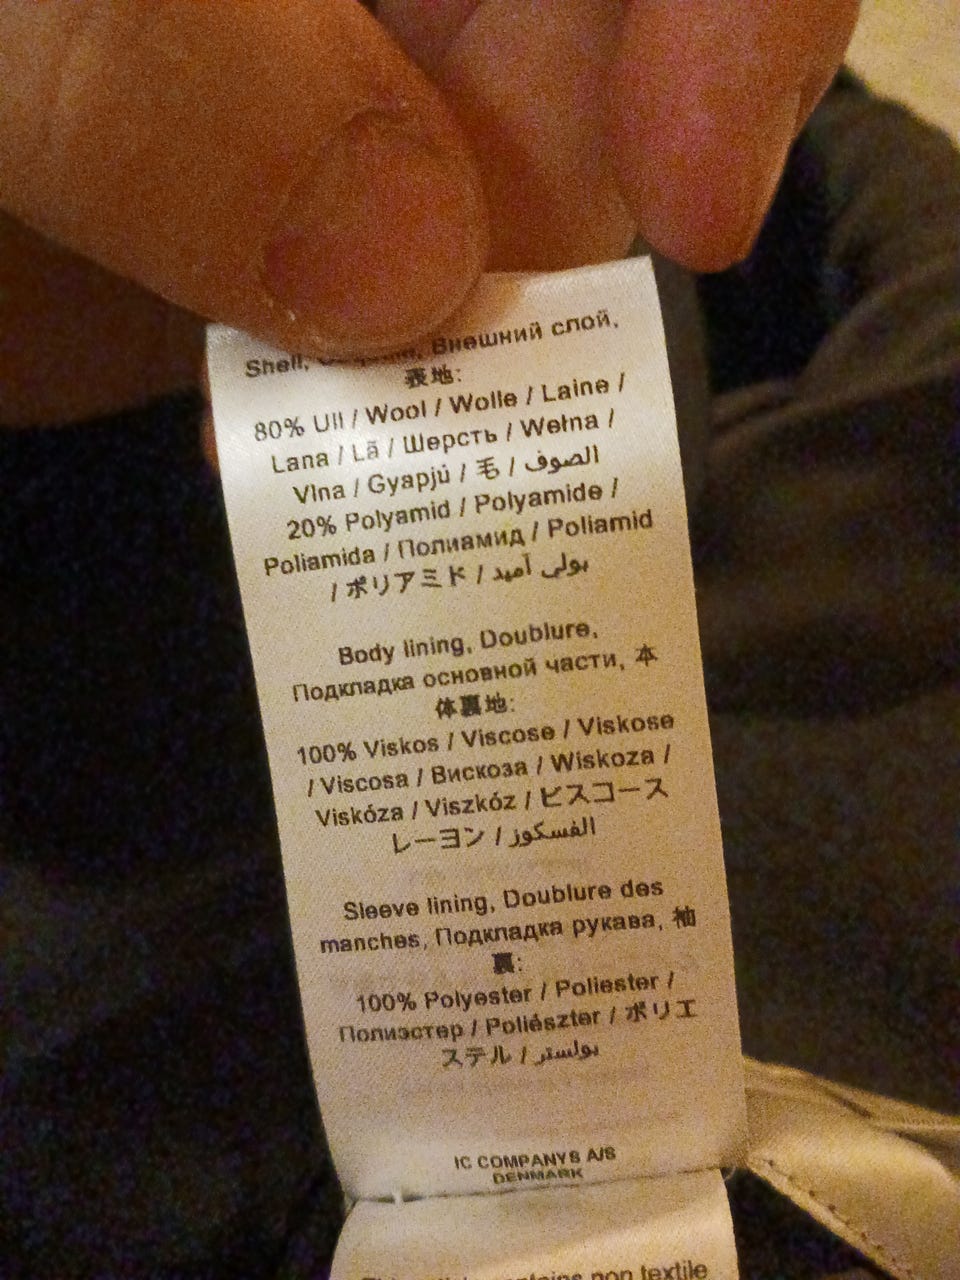 Shell, Внешний слой,
表地:
80% Ull / Wool / Wolle / Laine /
Lana / Lã / Шерсть / Wełna /
Vlna / Gyapjú / 毛 / الصوف
20% Polyamid / Polyamide /
Poliamida / Полиамид / Poliamid
/ ポリアミド / بولي آميد
Body lining, Doublure,
Подкладка основной части, 本
体裏地:
100% Viskos / Viscose / Viskose
/ Viscosa / Вискоза / Wiskoza /
Viskóza / Viszkóz / ビスコース
レーヨン / الفسكوز
Sleeve lining, Doublure des
manches, Подкладка рукава, 袖
裏:
100% Polyester / Poliester /
Полиэстер / Poliészter / ポリエ
ステル / بولستر
IC COMPANYS A/S
DENMARK
contains non textile